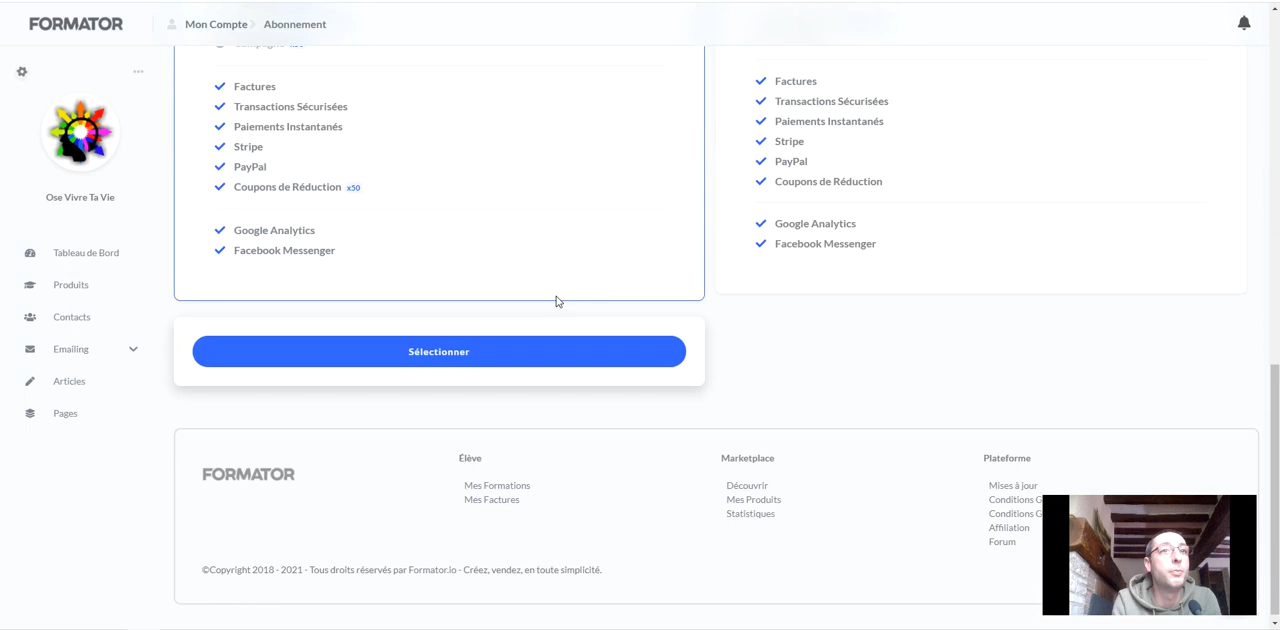 FORMATOR
Mon Compte
Abonnement
Ose Vivre Ta Vie
Tableau de Bord
Produits
Contacts
Emailing
Articles
Pages
Factures
Transactions Sécurisées
Paiements Instantanés
Stripe
PayPal
Coupons de Réduction x50
Google Analytics
Facebook Messenger
Sélectionner
Factures
Transactions Sécurisées
Paiements Instantanés
Stripe
PayPal
Coupons de Réduction
Google Analytics
Facebook Messenger
FORMATOR
Élève
Mes Formations
Mes Factures
Marketplace
Découvrir
Mes Produits
Statistiques
Plateforme
Mises à jour
Conditions G
Conditions G
Affiliation
Forum
©Copyright 2018 - 2021 - Tous droits réservés par Formator.io - Créez, vendez, en toute simplicité.